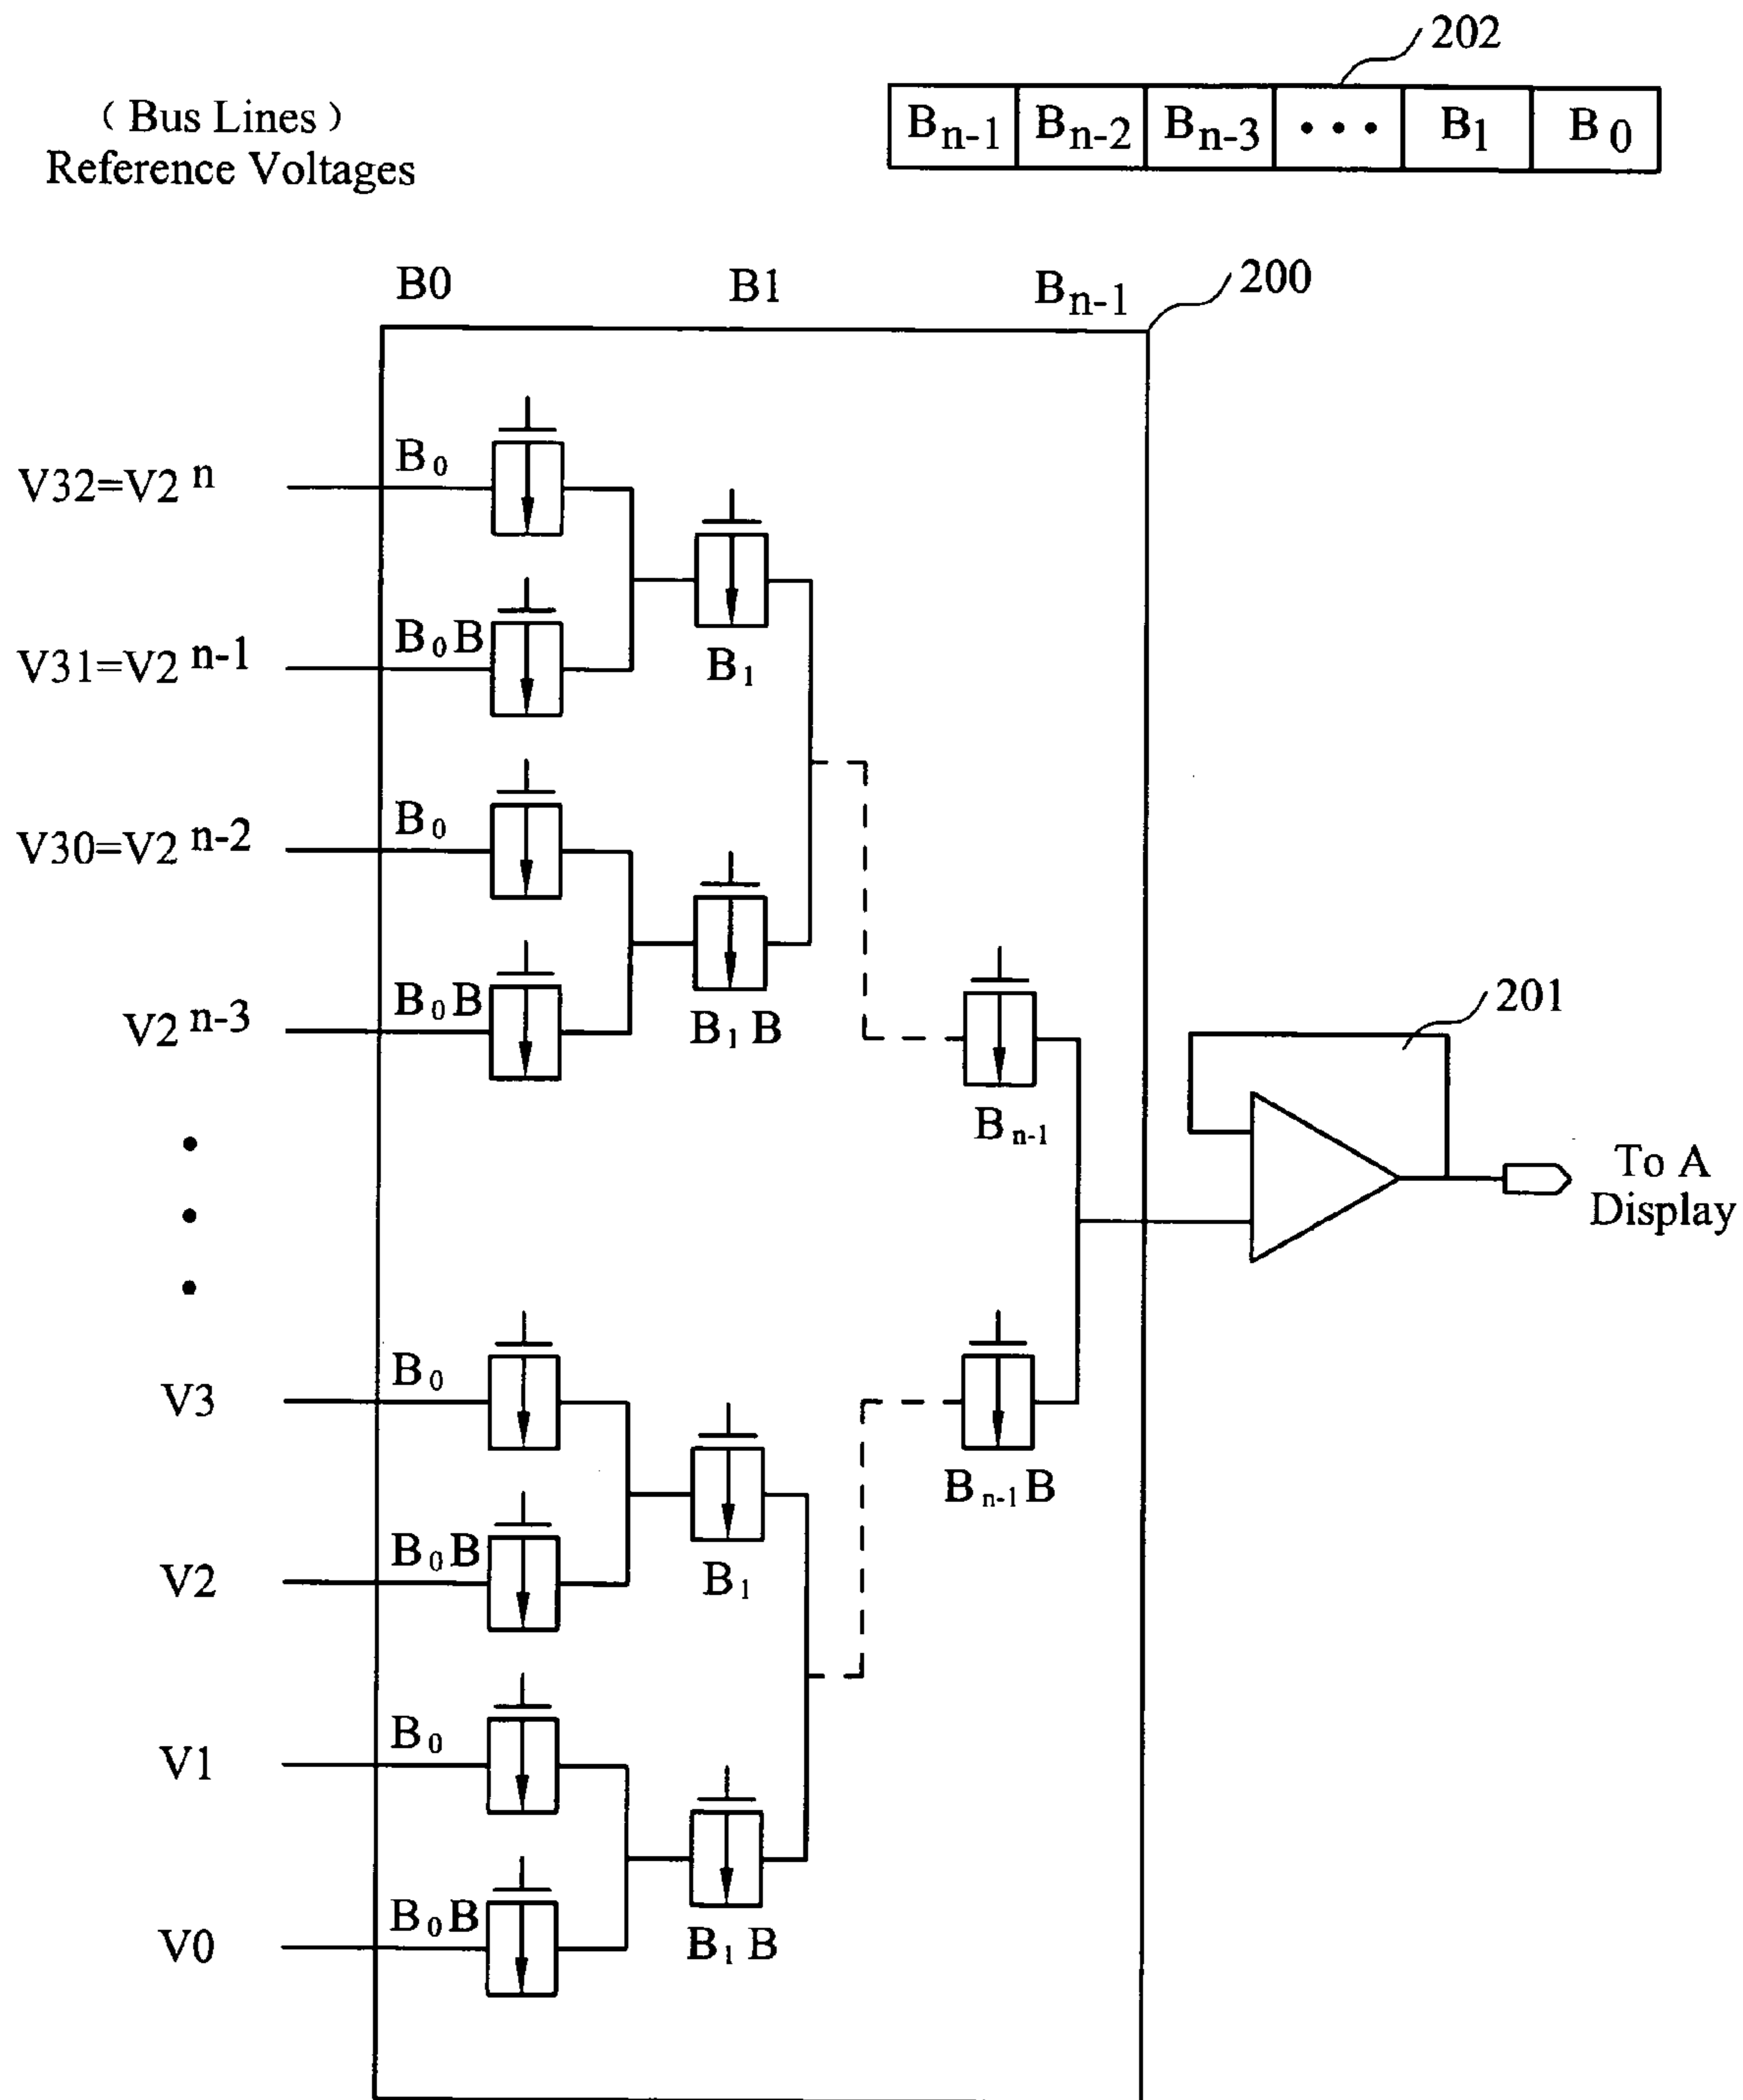 202
( Bus Lines )
Reference Voltages
Bn-1 Bn-2 Bn-3 • • • B1 B0
B0 B1 Bn-1 200
V32=V2 n
B0
B1
V31=V2 n-1
B0B
V30=V2 n-2
B0
B1B
V2 n-3
B0B
Bn-1
201
To A
Display
V3
B0
Bn-1B
V2
B0B
B1
V1
B0
V0
B0B
B1B